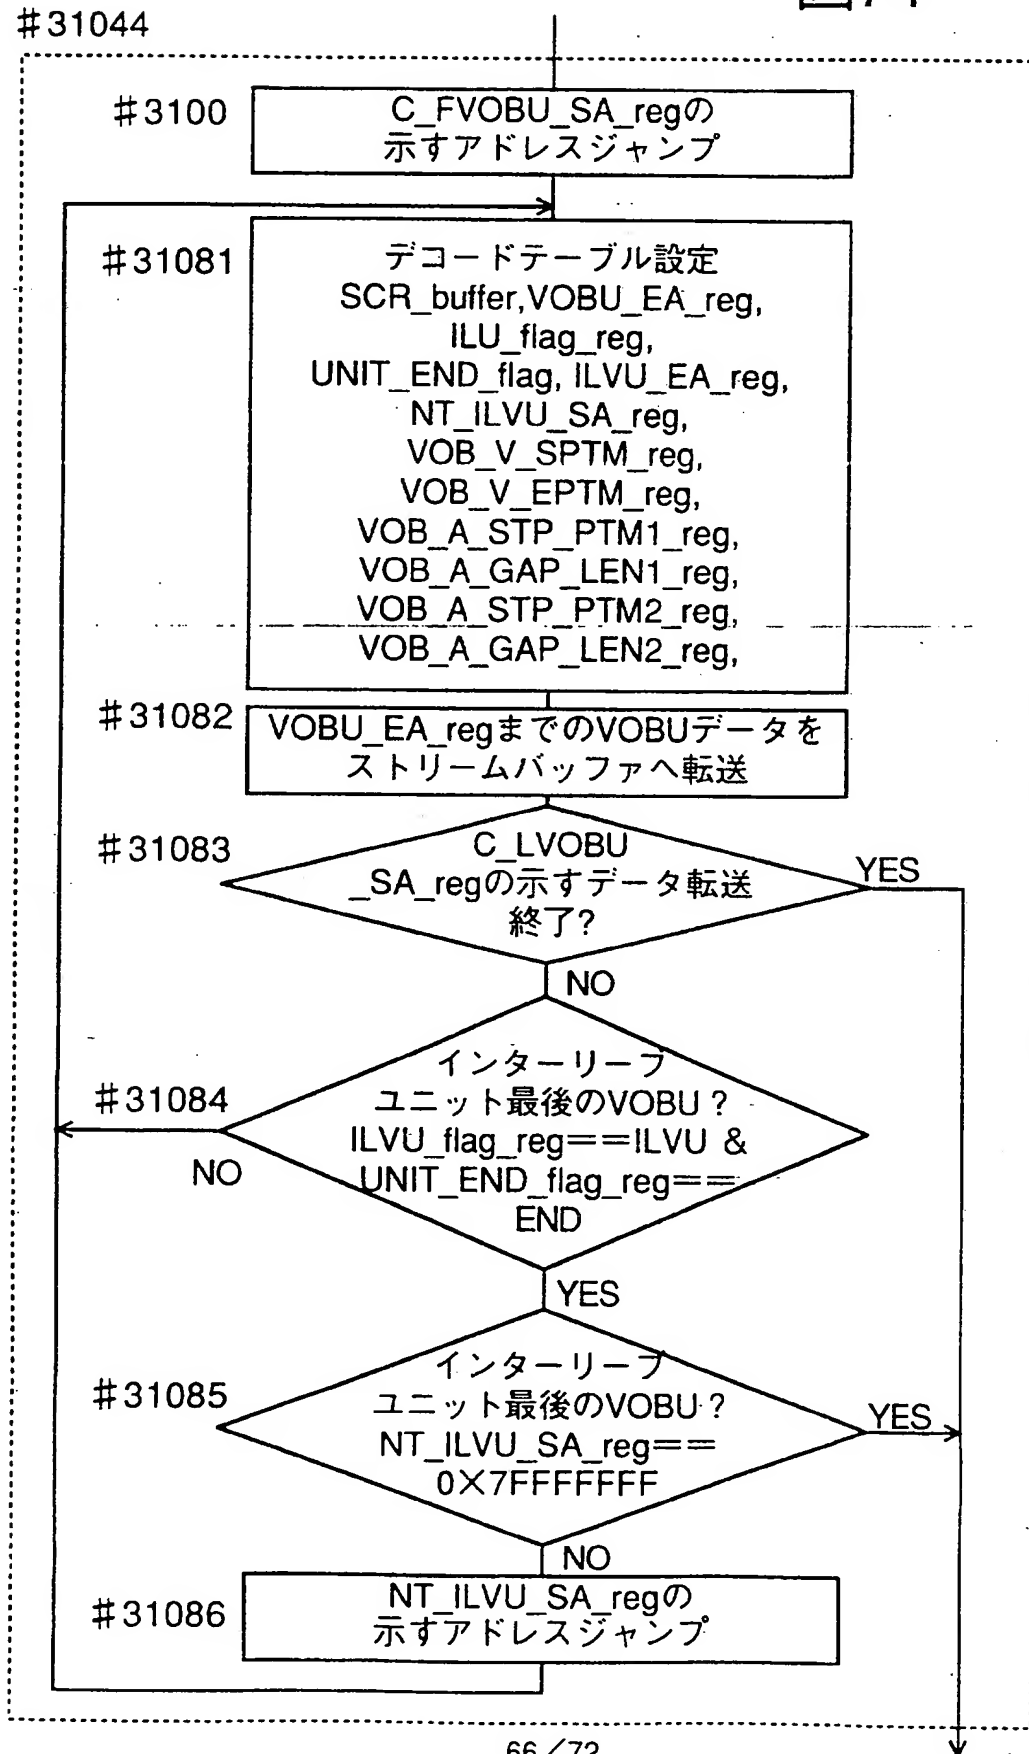 #31044
#3100
C_FVOBU_SA_regの
示すアドレスジャンプ
#31081
デコードテーブル設定
SCR_buffer,VOBU_EA_reg,
ILU_flag_reg,
UNIT_END_flag, ILVU_EA_reg,
NT_ILVU_SA_reg,
VOB_V_SPTM_reg,
VOB_V_EPTM_reg,
VOB_A_STP_PTM1_reg,
VOB_A_GAP_LEN1_reg,
VOB_A_STP_PTM2_reg,
VOB_A_GAP_LEN2_reg,
#31082
VOBU_EA_regまでのVOBUデータを
ストリームバッファへ転送
#31083
C_LVOBU
_SA_regの示すデータ転送
終了?
YES
NO
#31084
インターリーブ
ユニット最後のVOBU?
ILVU_flag_reg==ILVU &
UNIT_END_flag_reg==
END
NO
YES
#31085
インターリーブ
ユニット最後のVOBU?
NT_ILVU_SA_reg==
0×7FFFFFFF
YES
NO
#31086
NT_ILVU_SA_regの
示すアドレスジャンプ
66/72